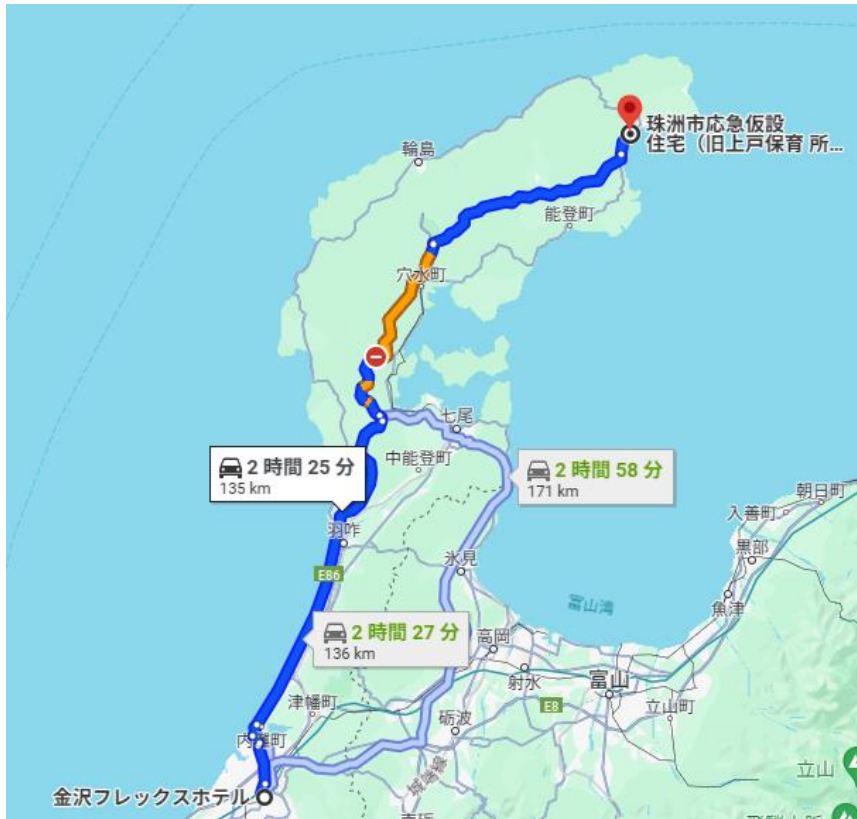 珠洲市応急仮設
住宅（旧上戸保育 所...
輪島
能登町
穴水町
七尾
2 時間 25 分
135 km
中能登町
2 時間 58 分
171 km
朝日町
入善町
羽咋
黒部
氷見
E86
魚津
富山湾
2 時間 27 分
136 km
高岡
射水
富山
津幡町
E8
立山町
砺波
内灘町
城端線
立山
金沢フレックスホテル